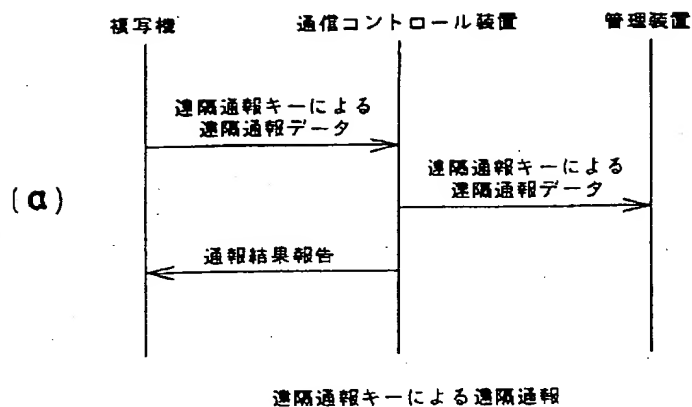 複写機 通信コントロール装置 管理装置
遠隔通報キーによる
遠隔通報データ
遠隔通報キーによる
遠隔通報データ
(a)
通報結果報告
遠隔通報キーによる遠隔通報